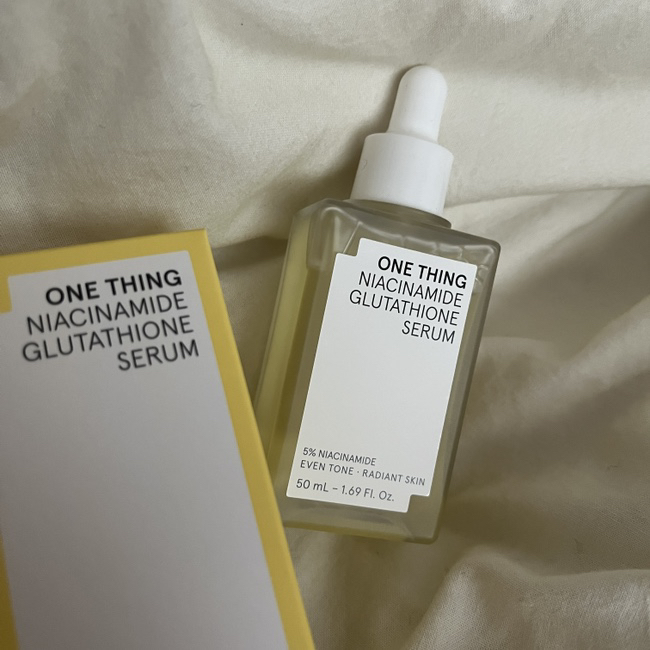 ONE THING
NIACINAMIDE
GLUTATHIONE
SERUM
ONE THING
NIACINAMIDE
GLUTATHIONE
SERUM
5% NIACINAMIDE
EVEN TONE · RADIANT SKIN
50 mL – 1.69 Fl. Oz.